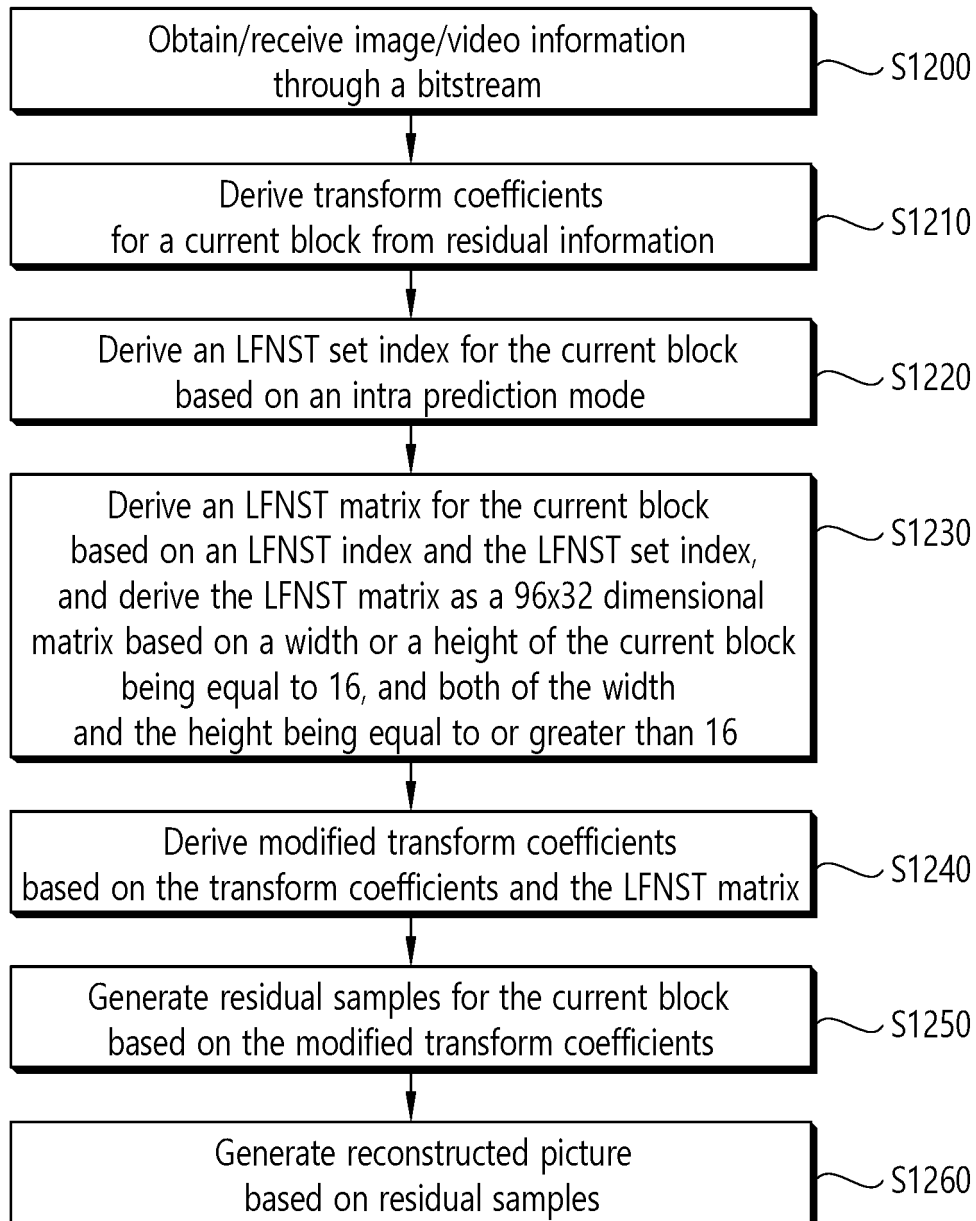 Obtain/receive image/video information
through a bitstream
S1200
Derive transform coefficients
for a current block from residual information
S1210
Derive an LFNST set index for the current block
based on an intra prediction mode
S1220
Derive an LFNST matrix for the current block
based on an LFNST index and the LFNST set index,
and derive the LFNST matrix as a 96x32 dimensional
matrix based on a width or a height of the current block
being equal to 16, and both of the width
and the height being equal to or greater than 16
S1230
Derive modified transform coefficients
based on the transform coefficients and the LFNST matrix
S1240
Generate residual samples for the current block
based on the modified transform coefficients
S1250
Generate reconstructed picture
based on residual samples
S1260